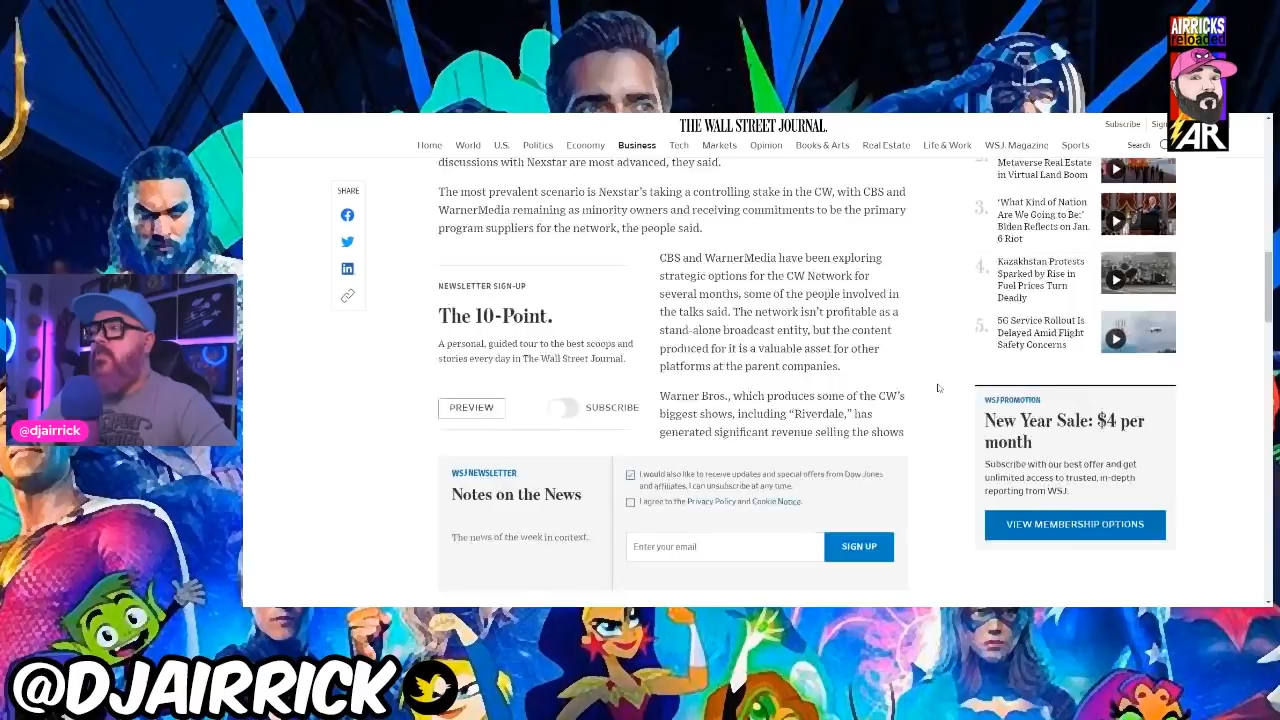 AIRRICKS
reloaded
AR
THE WALL STREET JOURNAL.
Subscribe
Home
U.S.
Politics
Economy
Business
Tech
Markets
Opinion
Books & Arts
Real Estate
Life & Work
WSJ. Magazine
Sports
Search
SHARE
discussions with Nexstar are most advanced, they said.
The most prevalent scenario is Nexstar's taking a controlling stake in the CW, with CBS and
WarnerMedia remaining as minority owners and receiving commitments to be the primary
program suppliers for the network, the people said.
NEWSLETTER SIGN-UP
The 10-Point.
A personal, guided tour to the best scoops and
stories every day in The Wall Street Journal.
PREVIEW
SUBSCRIBE
CBS and WarnerMedia have been exploring
strategic options for the CW Network for
several months, some of the people involved in
the talks said. The network isn't profitable as a
stand-alone broadcast entity, but the content
produced for it is a valuable asset for other
platforms at the parent companies.
Warner Bros., which produces some of the CW's
biggest shows, including “Riverdale,” has
generated significant revenue selling the shows
WSJ NEWSLETTER
Notes on the News
The news of the week in context.
I would also like to receive updates and special offers from Dow Jones
and affiliates. I can unsubscribe at any time.
I agree to the Privacy Policy and Cookie Notice.
Enter your email
SIGN UP
Metaverse Real Estate
in Virtual Land Boom
3.
‘What Kind of Nation
Are We Going to Be:’
Biden Reflects on Jan.
6 Riot
4.
Kazakhstan Protests
Sparked by Rise in
Fuel Prices Turn
Deadly
5.
5G Service Rollout Is
Delayed Amid Flight
Safety Concerns
WSJ PROMOTION
New Year Sale: $4 per
month
Subscribe with our best offer and get
unlimited access to trusted, in-depth
reporting from WSJ.
VIEW MEMBERSHIP OPTIONS
@djairrick
@DJAIRRICK